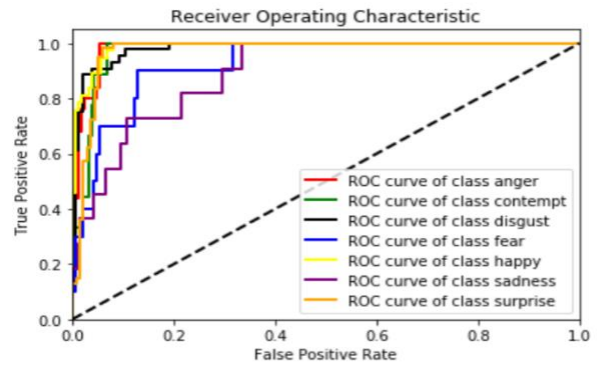 Receiver Operating Characteristic
True Positive Rate
1.0
0.8
0.6
0.4
0.2
0.0
ROC curve of class anger
ROC curve of class contempt
ROC curve of class disgust
ROC curve of class fear
ROC curve of class happy
ROC curve of class sadness
ROC curve of class surprise
0.0 0.2 0.4 0.6 0.8 1.0
False Positive Rate